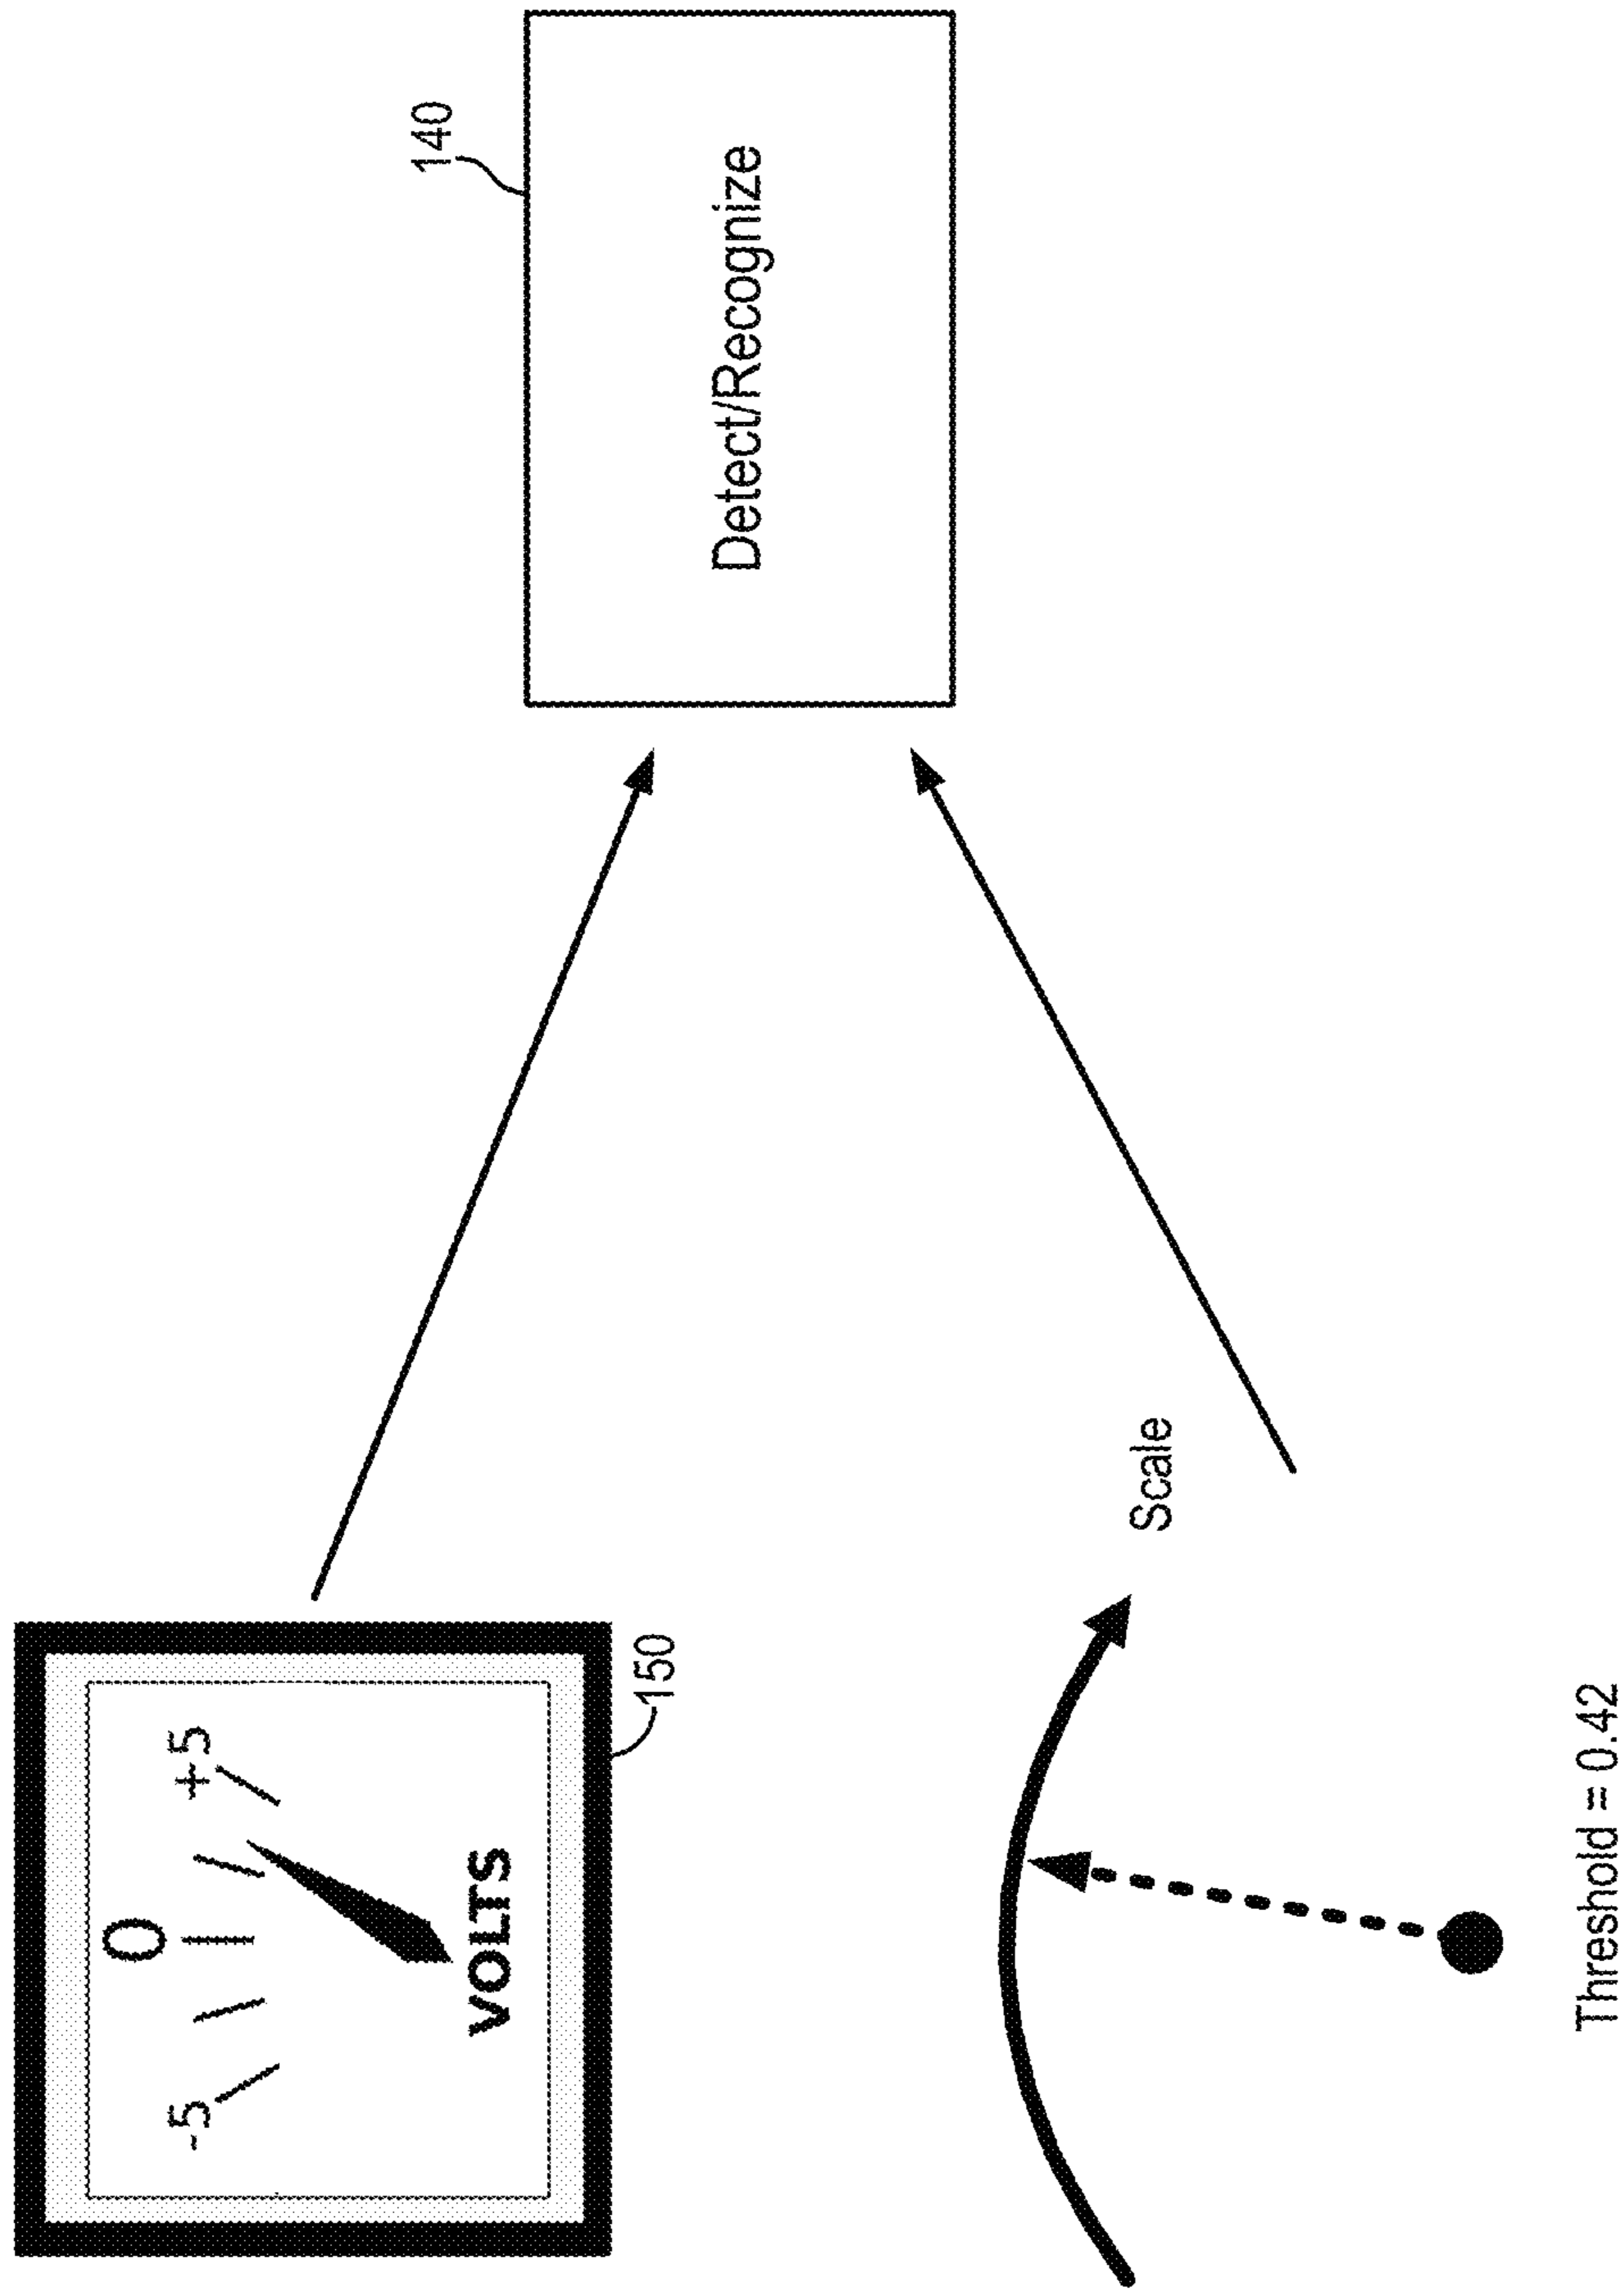 0
-5
+5
VOLTS
150
140
Detect/Recognize
Scale
Threshold = 0.42